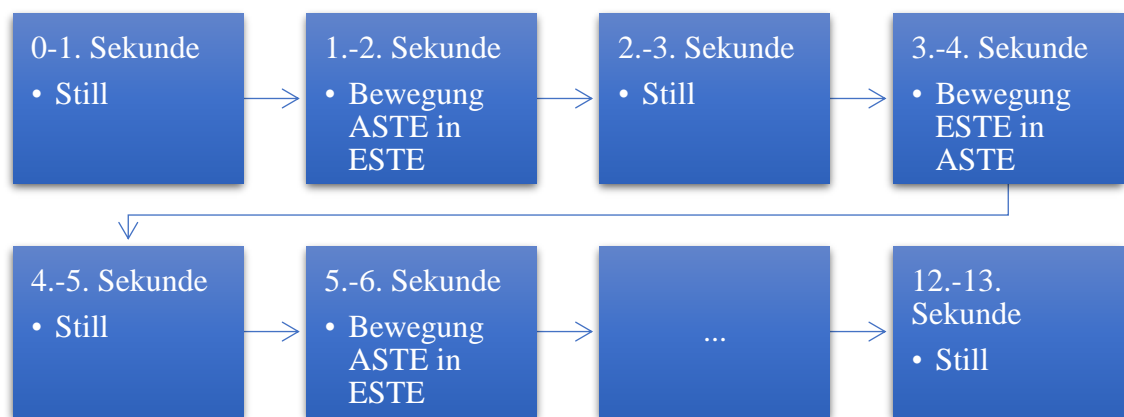 0-1. Sekunde
• Still
1.-2. Sekunde
• Bewegung
ASTE in
ESTE
2.-3. Sekunde
• Still
3.-4. Sekunde
• Bewegung
ESTE in
ASTE
4.-5. Sekunde
• Still
5.-6. Sekunde
• Bewegung
ASTE in
ESTE
...
12.-13.
Sekunde
• Still